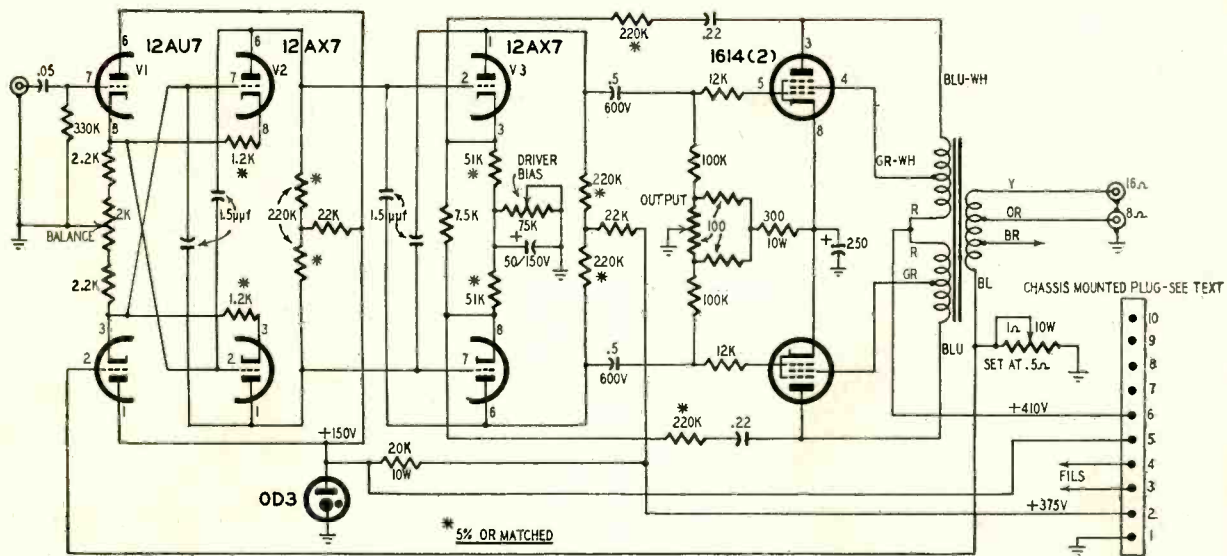 12AU7
12AX7
12AX7
1614(2)
6
V1
7
.05
8
330K
2.2K
2K
BALANCE
2.2K
3
2
1
6
7
V2
8
1.2K
*
1.5µµf
220K
*
*
22K
*
1.2K
3
2
1
1.5µµf
1
2
V3
3
51K
*
DRIVER
BIAS
75K
+
50/150V
7.5K
*
51K
8
7
6
220K
*
.22
.5
600V
12K
5
3
4
8
100K
220K
*
22K
220K
*
OUTPUT
100
300
10W
+
250
100K
.5
600V
12K
*
220K
.22
BLU-WH
GR-WH
R
R
GR
BLU
Y
OR
BR
BL
16Ω
8Ω
CHASSIS MOUNTED PLUG-SEE TEXT
1Ω
10W
SET AT .5Ω
10
9
8
7
+410V
6
5
4
FILS
3
+375V
2
1
+150V
20K
10W
OD3
* 5% OR MATCHED